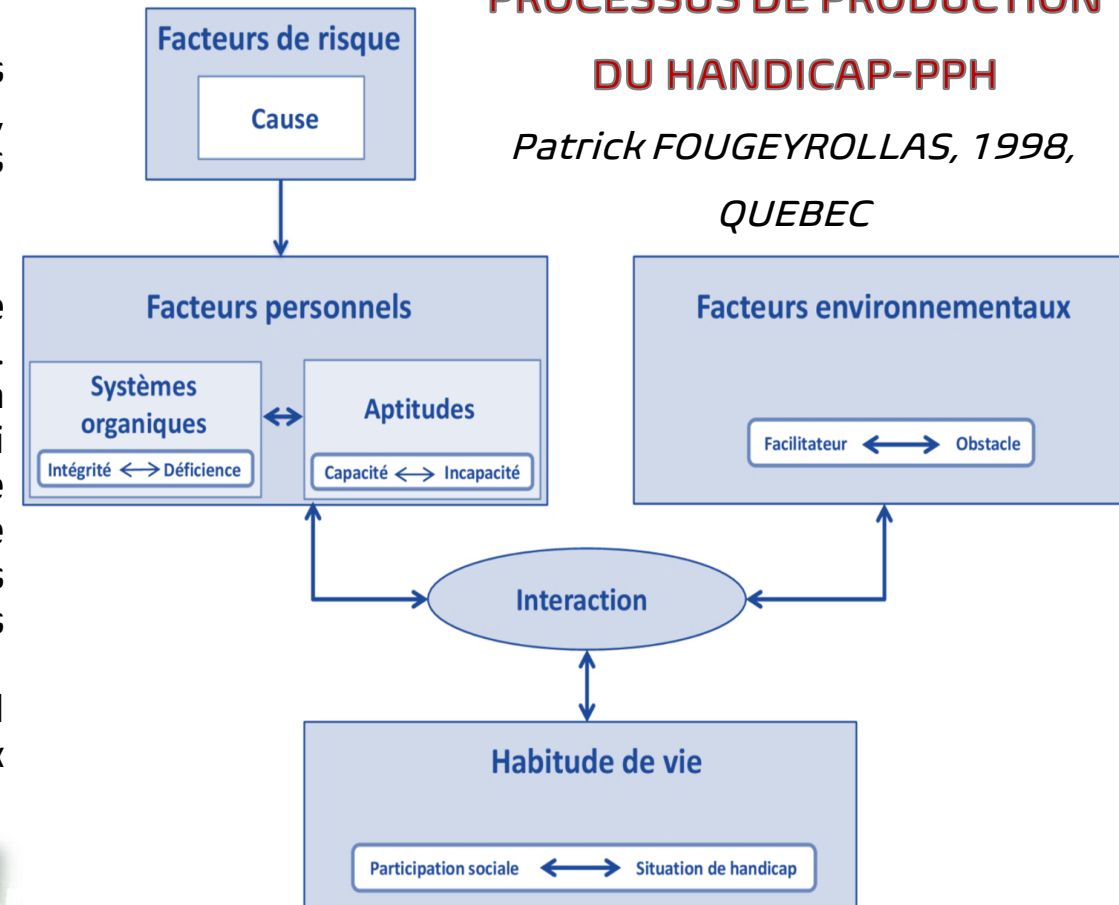 PROCESSUS DE PRODUCTION
DU HANDICAP-PPH
Patrick FOUGEYROLLAS, 1998,
QUEBEC
Facteurs de risque
Cause
Facteurs personnels
Systèmes
organiques
Intégrité
Déficience
Aptitudes
Capacité
Incapacité
Facteurs environnementaux
Facilitateur
Obstacle
Interaction
Habitude de vie
Participation sociale
Situation de handicap